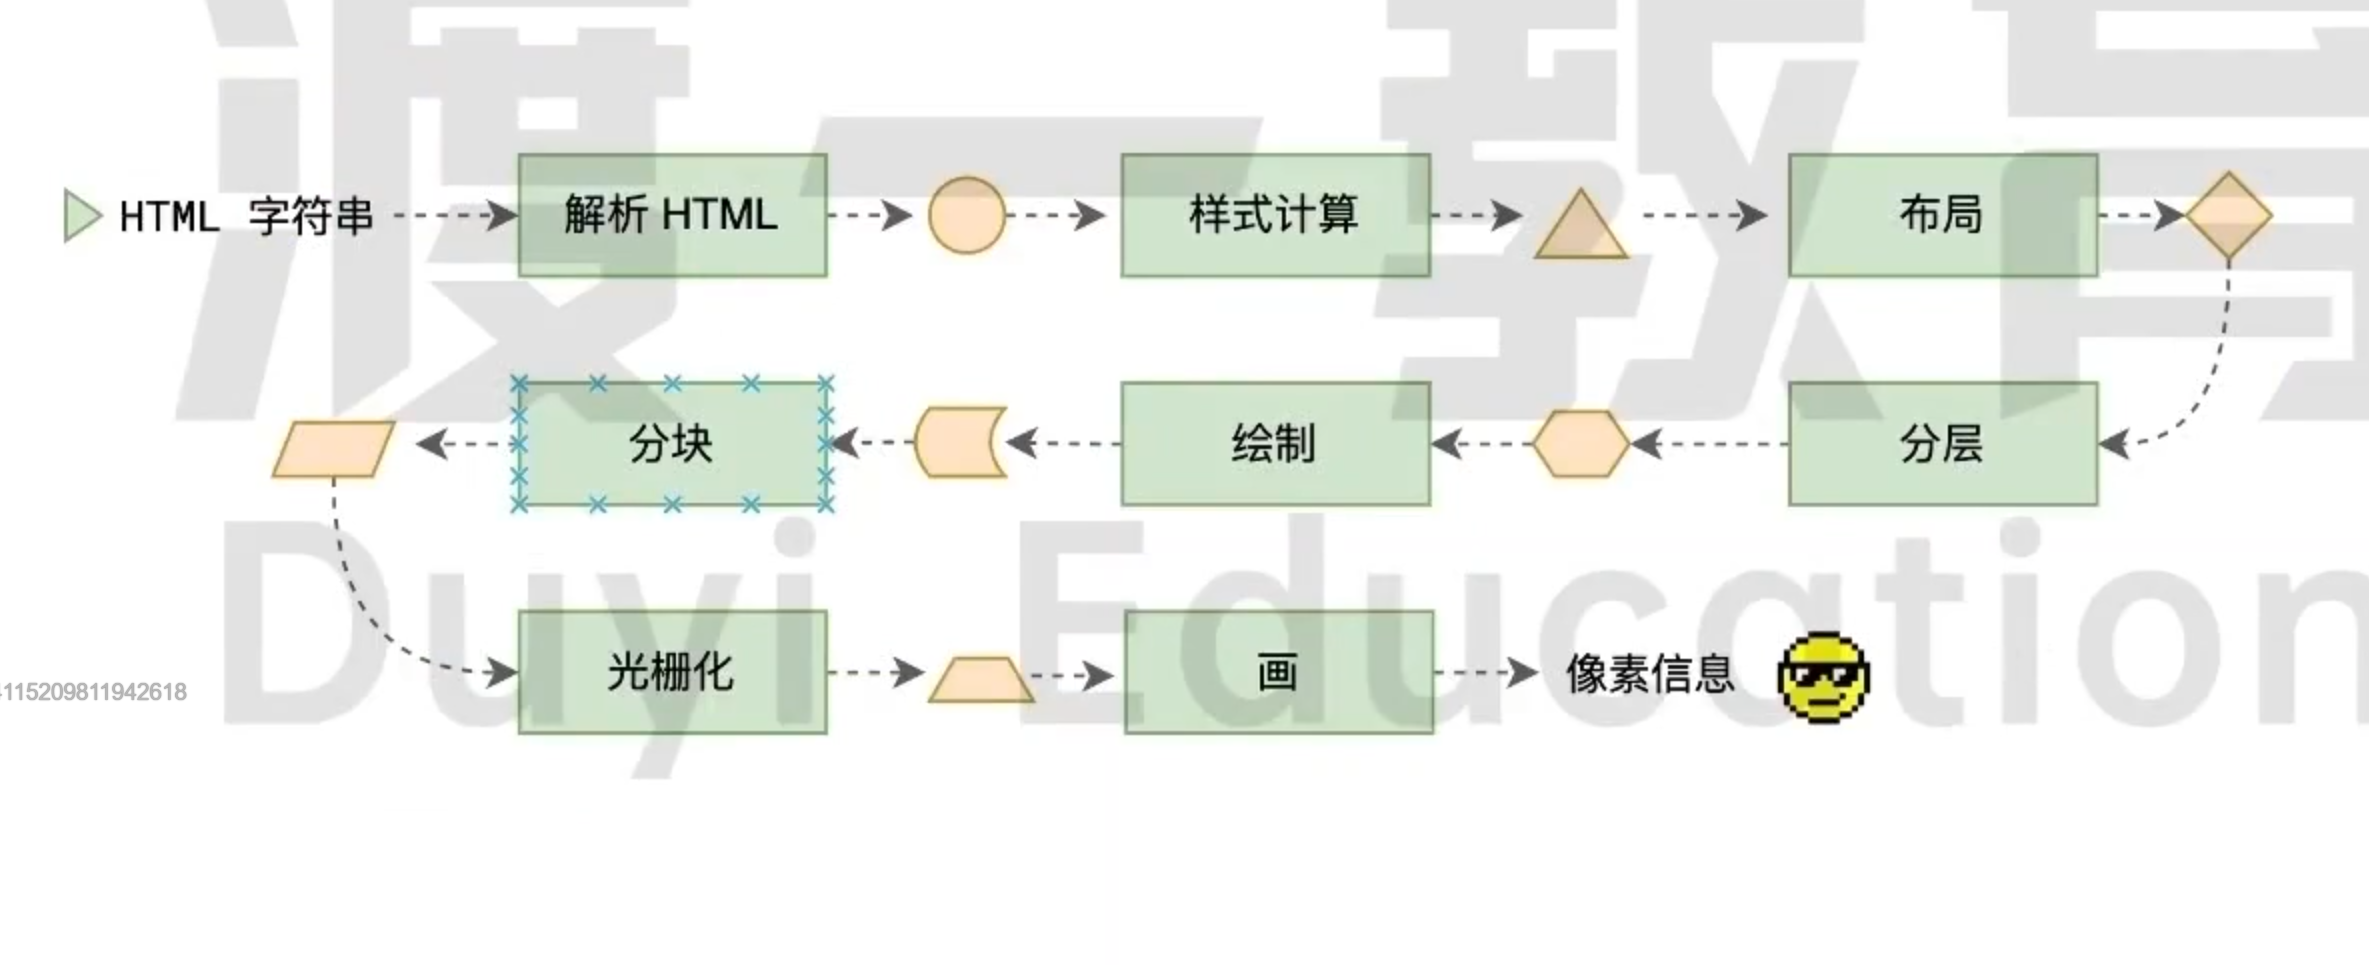 渡一教育
HTML 字符串
解析 HTML
样式计算
布局
分块
绘制
分层
Duyi Education
光栅化
画
像素信息
4115209811942618